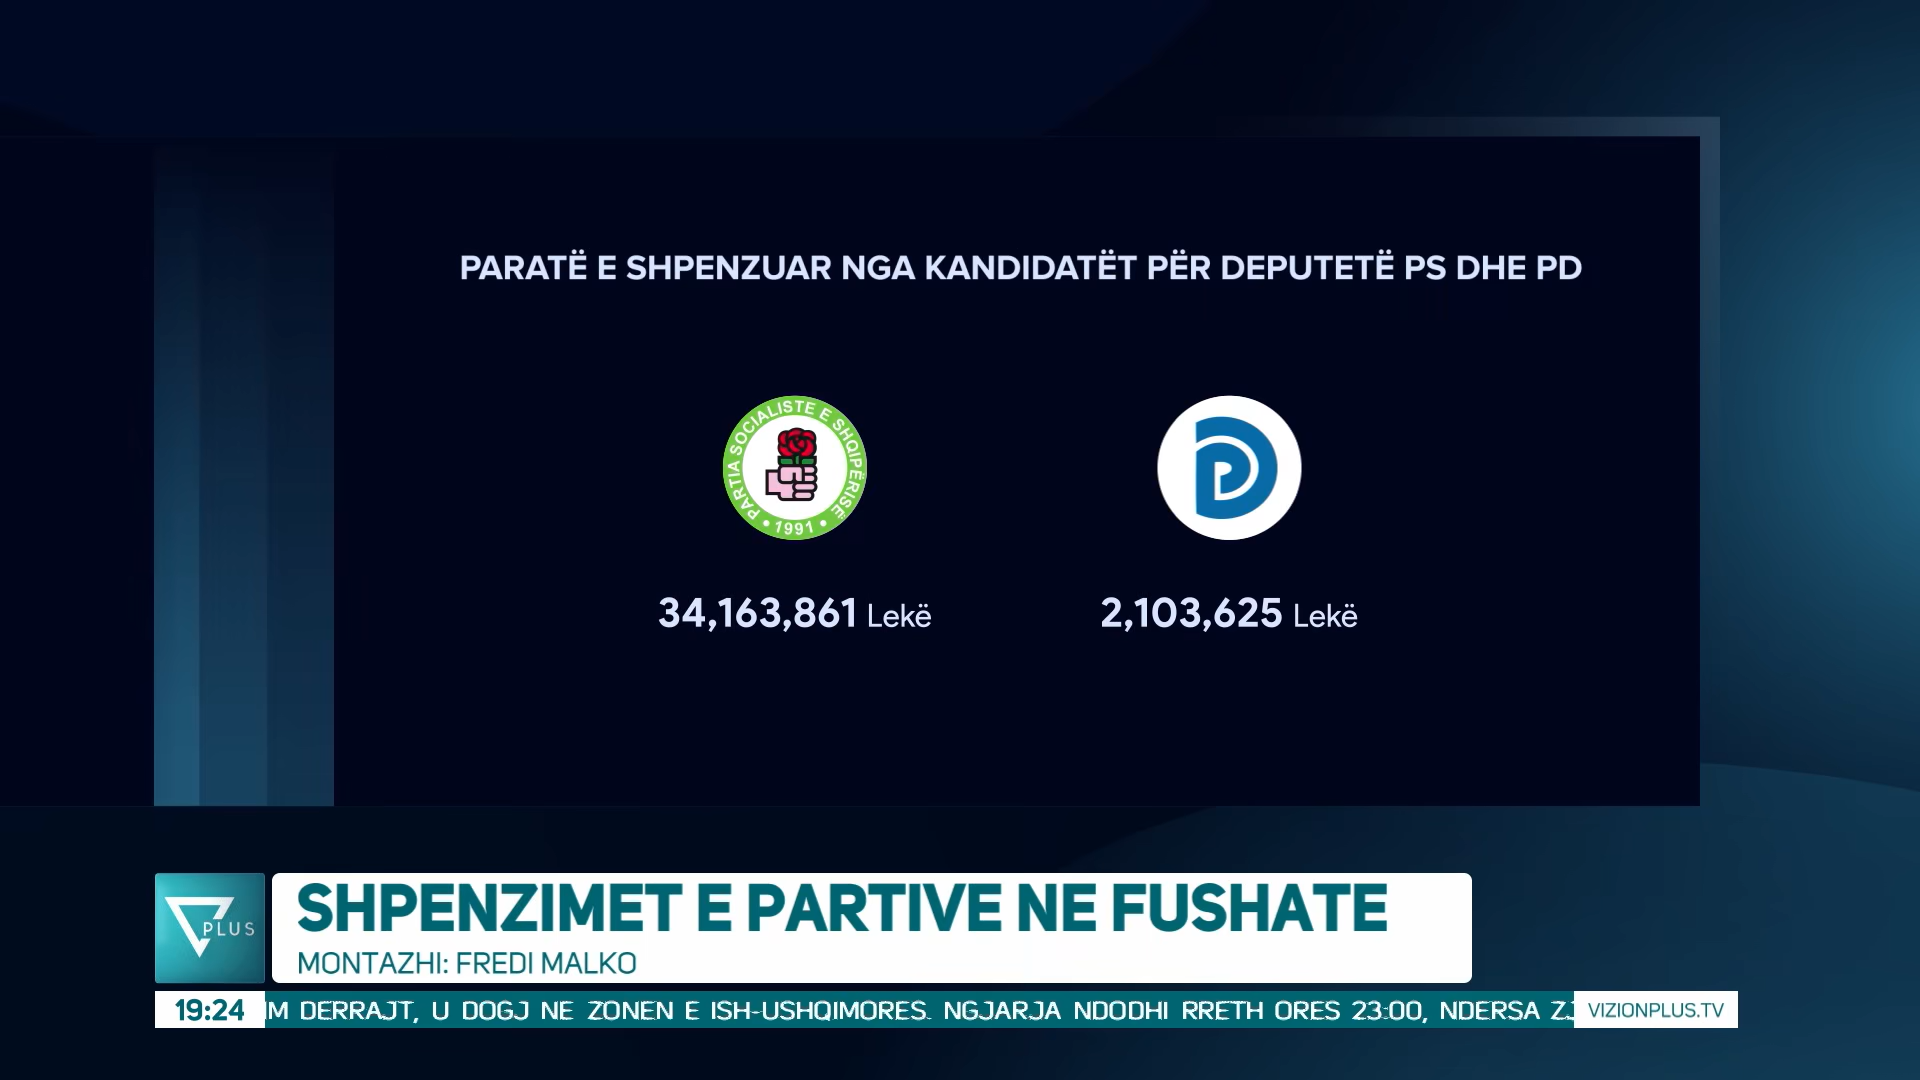 PARATË E SHPENZUAR NGA KANDIDATËT PËR DEPUTETË PS DHE PD
PARTIA SOCIALISTE E SHQIPËRISË
• 1991 •
34,163,861 Lekë
2,103,625 Lekë
PLUS
SHPENZIMET E PARTIVE NE FUSHATE
MONTAZHI: FREDI MALKO
19:24
DERRAJT, U DOGJ NE ZONEN E ISH-USHQIMORES. NGJARJA NDODHI RRETH ORES 23:00, NDERSA
VIZIONPLUS.TV